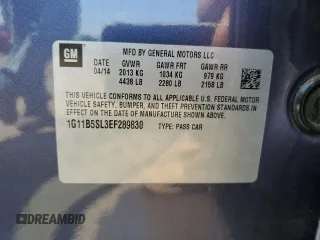 GM
MFD BY GENERAL MOTORS LLC
DATE GVWR GAWR FRT GAWR RR
04/14 2013 KG 1034 KG 979 KG
4438 LB 2280 LB 2158 LB
THIS VEHICLE CONFORMS TO ALL APPLICABLE U.S. FEDERAL MOTOR
VEHICLE SAFETY, BUMPER, AND THEFT PREVENTION STANDARDS IN
EFFECT ON THE DATE OF MANUFACTURE SHOWN ABOVE.
1G11B5SL3EF289830 TYPE: PASS CAR
DREAMBID